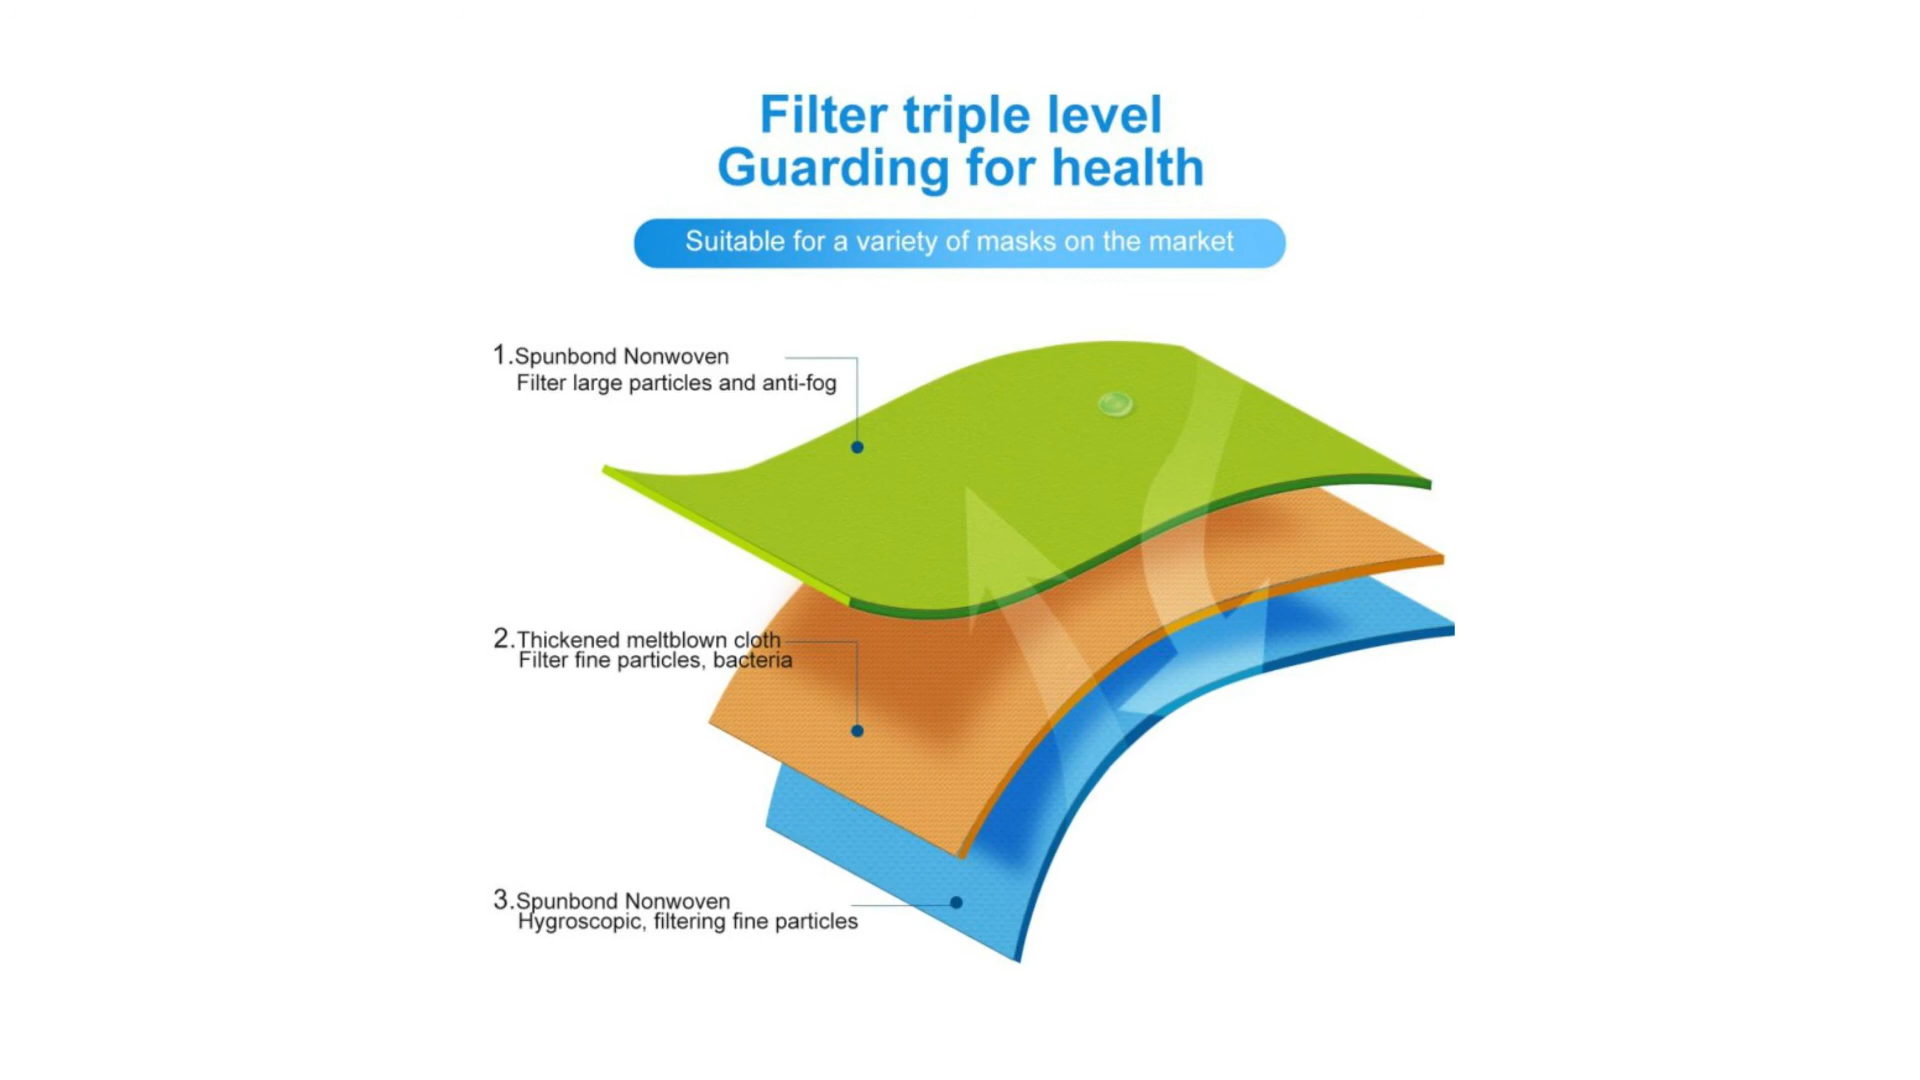 Filter triple level
Guarding for health
Suitable for a variety of masks on the market
1.Spunbond Nonwoven
Filter large particles and anti-fog
2.Thickened meltblown cloth
Filter fine particles, bacteria
3.Spunbond Nonwoven
Hygroscopic, filtering fine particles